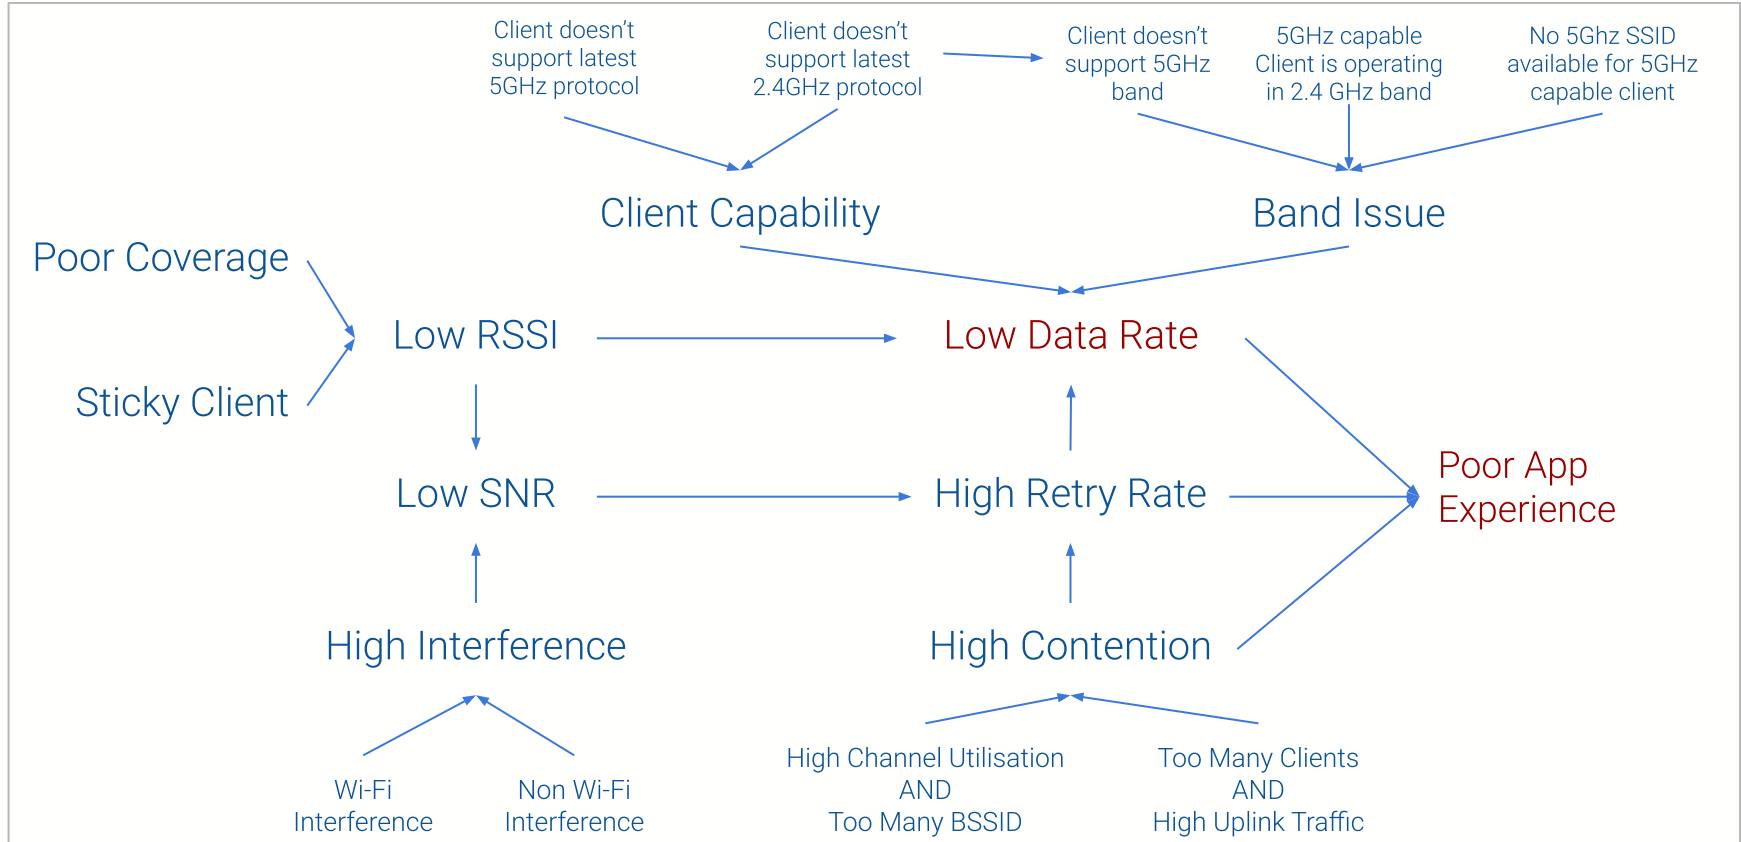 Client doesn’t
support latest
5GHz protocol
Client doesn’t
support latest
2.4GHz protocol
Client doesn’t
support 5GHz
band
5GHz capable
Client is operating
in 2.4 GHz band
No 5Ghz SSID
available for 5GHz
capable client
Client Capability
Band Issue
Poor Coverage
Sticky Client
Low RSSI
Low Data Rate
Low SNR
High Retry Rate
Poor App
Experience
High Interference
High Contention
Wi-Fi
Interference
Non Wi-Fi
Interference
High Channel Utilisation
AND
Too Many BSSID
Too Many Clients
AND
High Uplink Traffic